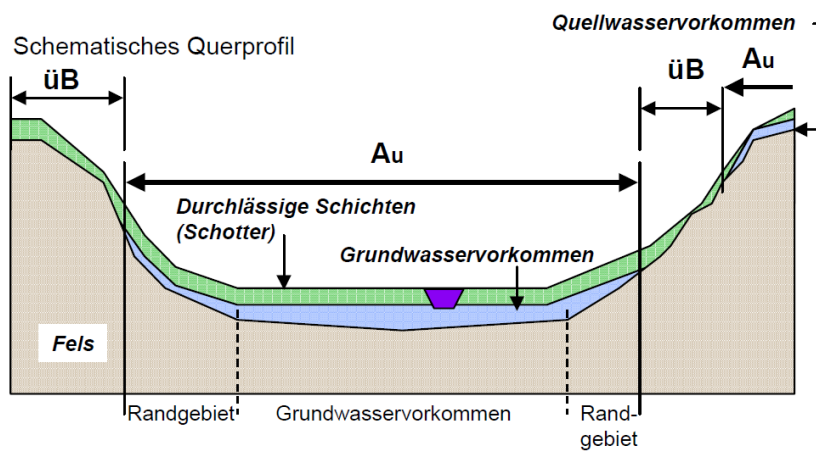 Quellwasservorkommen
Schematisches Querprofil
üB
üB
Au
Au
Durchlässige Schichten
(Schotter)
Grundwasservorkommen
Fels
Randgebiet
Grundwasservorkommen
Rand-
gebiet